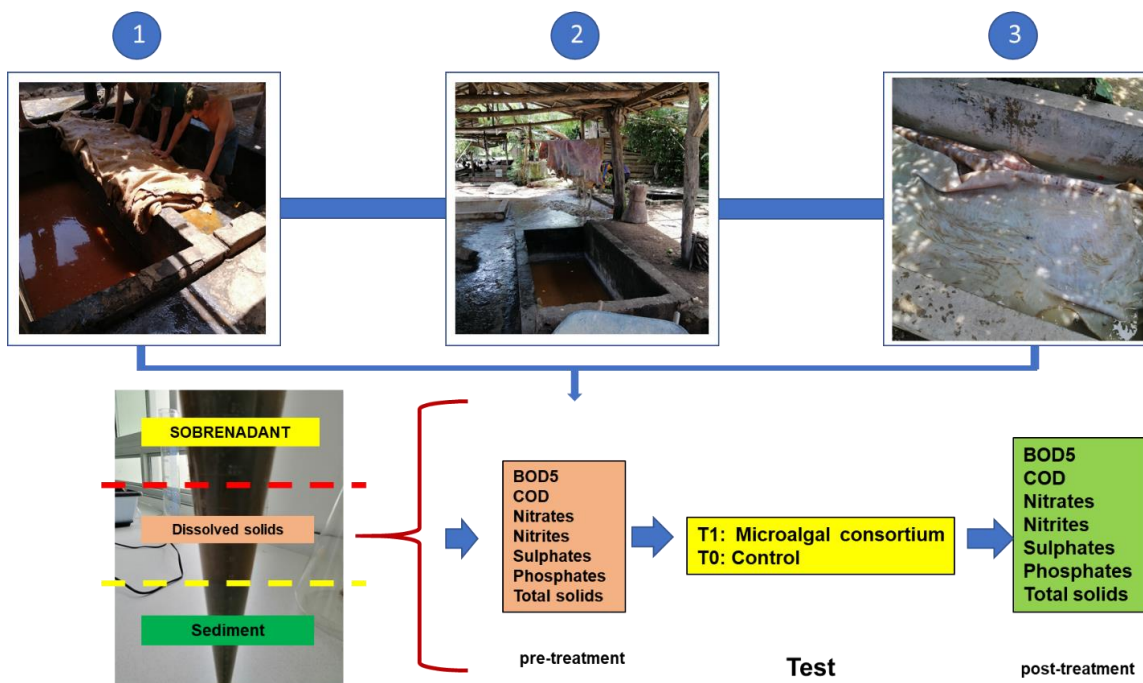 1
2
3
SOBRENADANT
Dissolved solids
Sediment
BOD5
COD
Nitrates
Nitrites
Sulphates
Phosphates
Total solids
pre-treatment
T1: Microalgal consortium
T0: Control
Test
BOD5
COD
Nitrates
Nitrites
Sulphates
Phosphates
Total solids
post-treatment